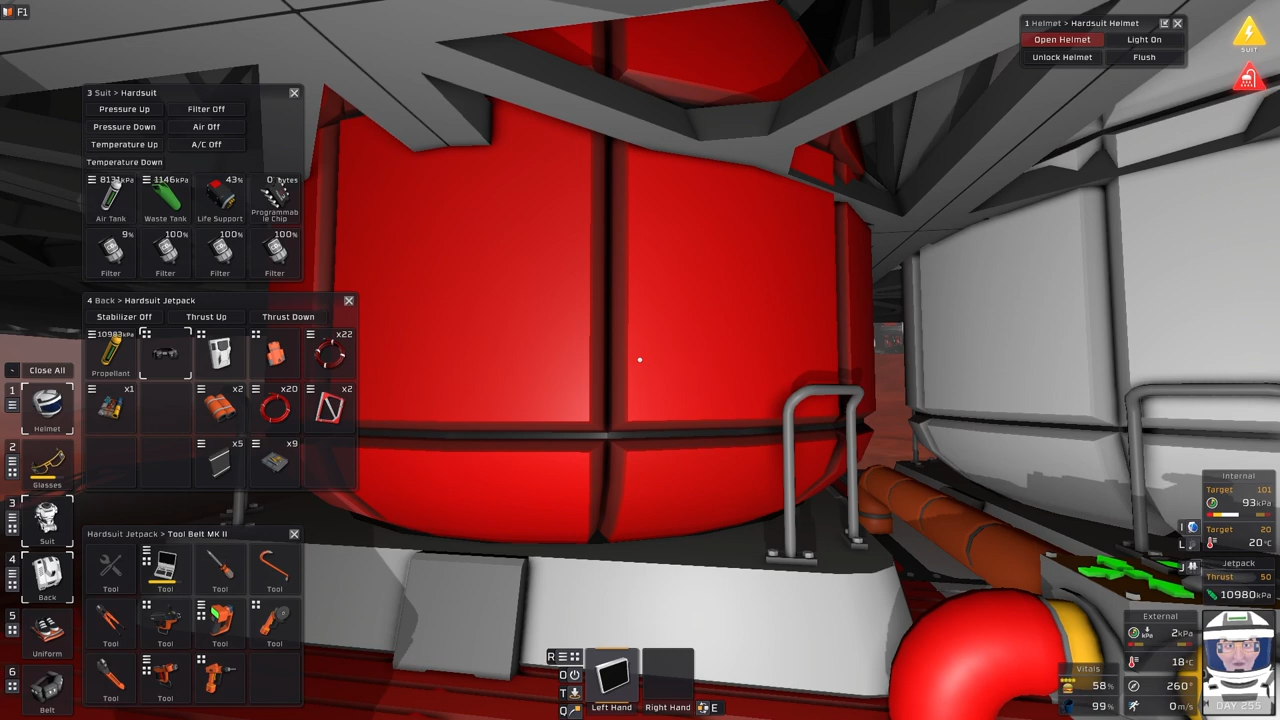 F1
1 Helmet > Hardsuit Helmet
Open Helmet Light On
Unlock Helmet Flush
SUIT
3 Suit > Hardsuit
Pressure Up Filter Off
Pressure Down Air Off
Temperature Up A/C Off
Temperature Down
1146kPa 43%
Air Tank Waste Tank Life Support Programmab le Chip
9% 100% 100% 100%
Filter Filter Filter Filter
4 Back > Hardsuit Jetpack
Stabilizer Off Thrust Up Thrust Down
x22
Propellant
x1 x2 x20 x2
x5 x9
Close All
1 Helmet
2 Glasses
3 Suit
4 Back
5 Uniform
6 Belt
Hardsuit Jetpack > Tool Belt MK II
Tool Tool Tool Tool
Tool Tool Tool Tool
Tool Tool Tool
R
O
T
Q
Left Hand Right Hand E
Internal
Target 101
93kPa
Target 20
20°C
Jetpack
Thrust 50
10980kPa
External
kPa 2kPa
18°C
260°
0m/s
Vitals
58%
99%
DAY 255